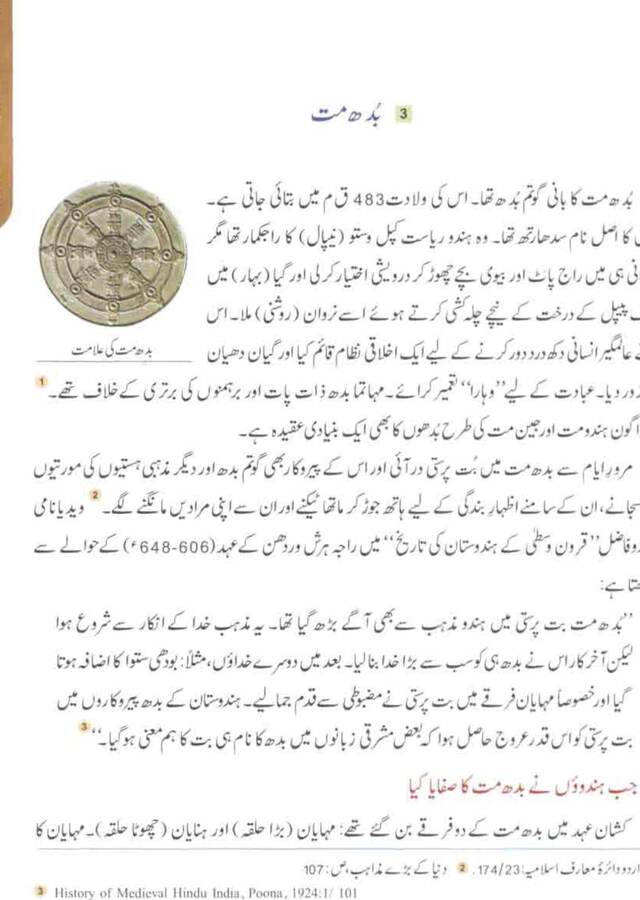 3 بُدھ مت
بُدھ مت کا بانی گوتم بُدھ تھا۔ اس کی ولادت 483 ق م میں بتائی جاتی ہے۔
کا اصل نام سدھارتھ تھا۔ وہ ہندو ریاست کپل وستو (نیپال) کا راجکمار تھا مگر
ہی میں راج پاٹ اور بیوی بچے چھوڑ کر درویشی اختیار کر لی اور گیا (بہار) میں
پیپل کے درخت کے نیچے چلہ کشی کرتے ہوئے اسے نروان (روشنی) ملا۔ اس
عالمگیر انسانی دکھ درد دور کرنے کے لیے ایک اخلاقی نظام قائم کیا اور گیان دھیان
بدھ مت کی علامت
زور دیا۔ عبادت کے لیے ”وہارا“ تعمیر کرائے۔ مہاتما بدھ ذات پات اور برہمنوں کی برتری کے خلاف تھے۔ 1
اگون ہندومت اور جین مت کی طرح بُدھوں کا بھی ایک بنیادی عقیدہ ہے۔
مرورِ ایام سے بدھ مت میں بُت پرستی در آئی اور اس کے پیروکار بھی گوتم بدھ اور دیگر مذہبی ہستیوں کی مورتیوں
سجانے، ان کے سامنے اظہارِ بندگی کے لیے ہاتھ جوڑ کر ماتھا ٹیکنے اور ان سے اپنی مرادیں مانگنے لگے۔ 2 ویدیا نامی
فاضل ”قرون وسطیٰ کے ہندوستان کی تاریخ“ میں راجہ ہرش وردھن کے عہد (606-648ء) کے حوالے سے
ہے:
”بُدھ مت بت پرستی میں ہندو مذہب سے بھی آگے بڑھ گیا تھا۔ یہ مذہب خدا کے انکار سے شروع ہوا
لیکن آخر کار اس نے بدھ ہی کو سب سے بڑا خدا بنا لیا۔ بعد میں دوسرے خداؤں، مثلاً: بودھی ستوا کا اضافہ ہوتا
گیا اور خصوصاً مہایان فرقے میں بت پرستی نے مضبوطی سے قدم جما لیے۔ ہندوستان کے بدھ پیروکاروں میں
بت پرستی کو اس قدر عروج حاصل ہوا کہ بعض مشرقی زبانوں میں بدھ کا نام ہی بت کا ہم معنی ہو گیا۔“ 3
جب ہندوؤں نے بدھ مت کا صفایا کیا
کشان عہد میں بدھ مت کے دو فرقے بن گئے تھے: مہایان (بڑا حلقہ) اور ہنایان (چھوٹا حلقہ)۔ مہایان کا
اردو دائرۂ معارف اسلامیہ: 174/23. 2 دنیا کے بڑے مذاہب، ص: 107
3 History of Medieval Hindu India, Poona, 1924:1/ 101